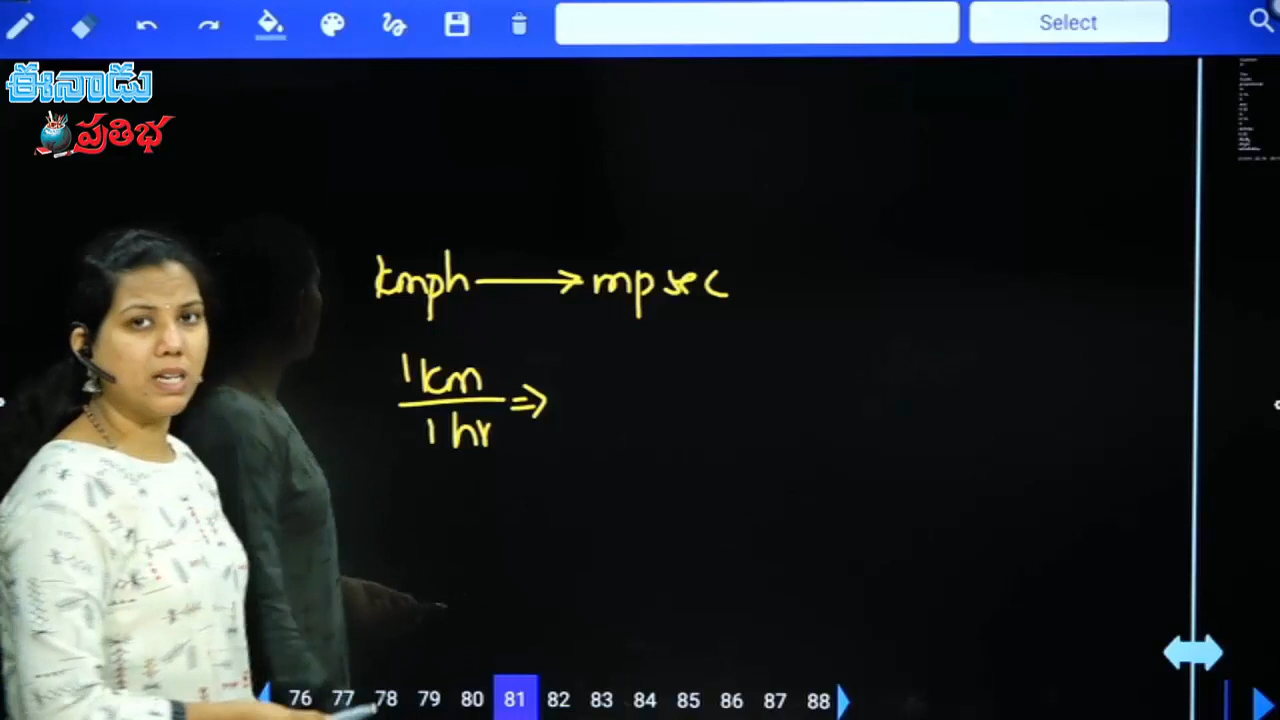 Select
ఈనాడు
ప్రతిభ
kmph → mpsec
1km
1hr ⇒
76 77 78 79 80 81 82 83 84 85 86 87 88